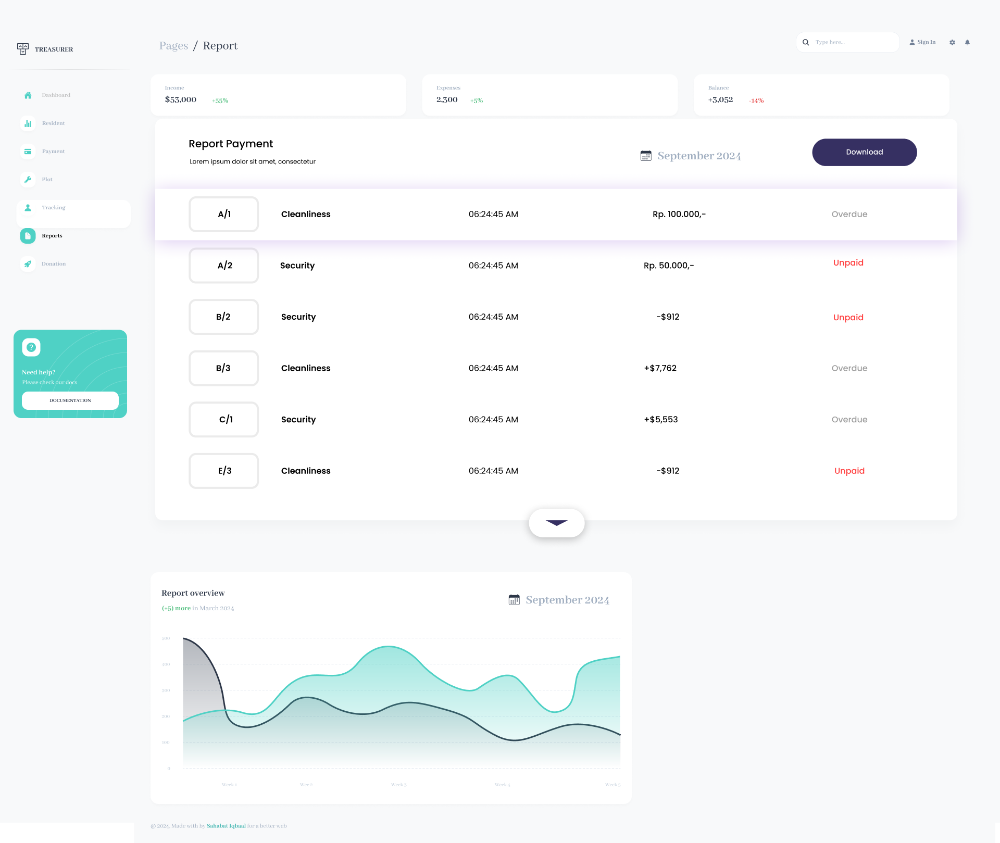 TREASURER
Pages / Report
Type here...
Sign In
Dashboard
Resident
Payment
Plot
Tracking
Reports
Donation
Need help?
Please check our docs
DOCUMENTATION
Income
$53,000 +55%
Expenses
2,300 +5%
Balance
+3,052 -14%
Report Payment
Lorem ipsum dolor sit amet, consectetur
September 2024
Download
A/1 Cleanliness 06:24:45 AM Rp. 100.000,- Overdue
A/2 Security 06:24:45 AM Rp. 50.000,- Unpaid
B/2 Security 06:24:45 AM -$912 Unpaid
B/3 Cleanliness 06:24:45 AM +$7,762 Overdue
C/1 Security 06:24:45 AM +$5,553 Overdue
E/3 Cleanliness 06:24:45 AM -$912 Unpaid
Report overview
(+5) more in March 2024
September 2024
500
400
300
200
100
0
Week 1 Wee 2 Week 3 Week 4 Week 5
@ 2024, Made with by Sahabat Iqbaal for a better web